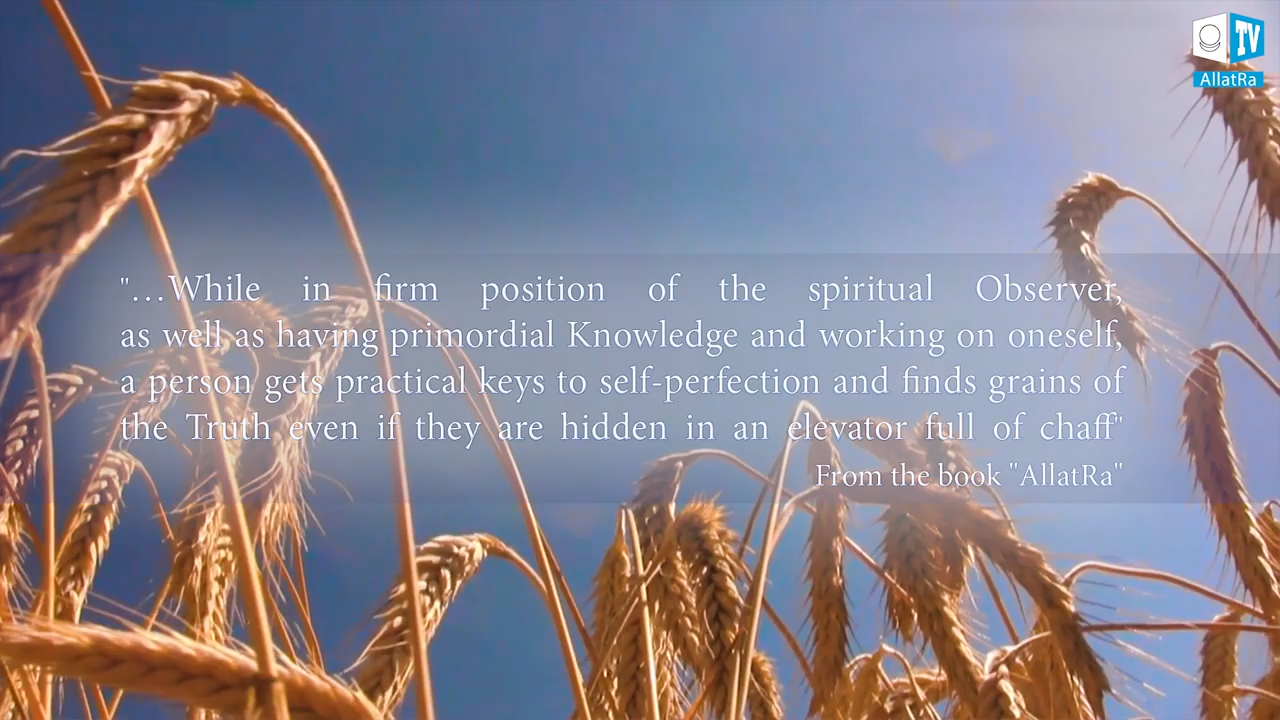 TV
AllatRa
"…While in firm position of the spiritual Observer,
as well as having primordial Knowledge and working on oneself,
a person gets practical keys to self-perfection and finds grains of
the Truth even if they are hidden in an elevator full of chaff"
From the book "AllatRa"